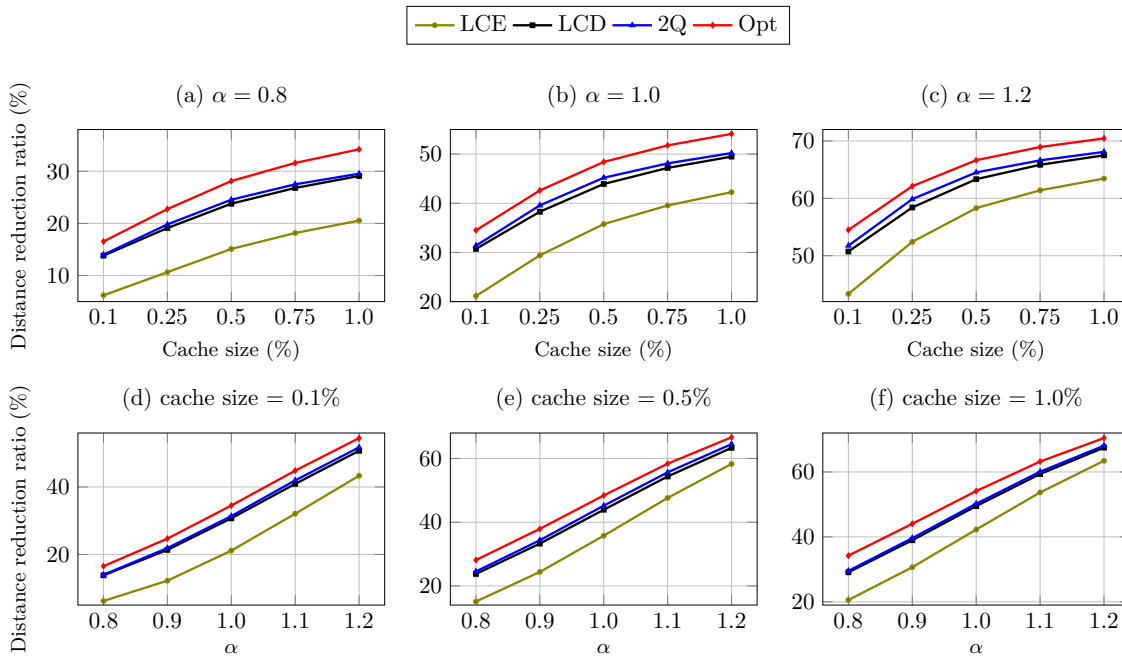 LCE LCD 2Q Opt
(a) α = 0.8
(b) α = 1.0
(c) α = 1.2
Distance reduction ratio (%)
30
20
10
0.1 0.25 0.5 0.75 1.0
Cache size (%)
50
40
30
20
0.1 0.25 0.5 0.75 1.0
Cache size (%)
70
60
50
0.1 0.25 0.5 0.75 1.0
Cache size (%)
(d) cache size = 0.1%
(e) cache size = 0.5%
(f) cache size = 1.0%
Distance reduction ratio (%)
40
20
0.8 0.9 1.0 1.1 1.2
α
60
40
20
0.8 0.9 1.0 1.1 1.2
α
60
40
20
0.8 0.9 1.0 1.1 1.2
α